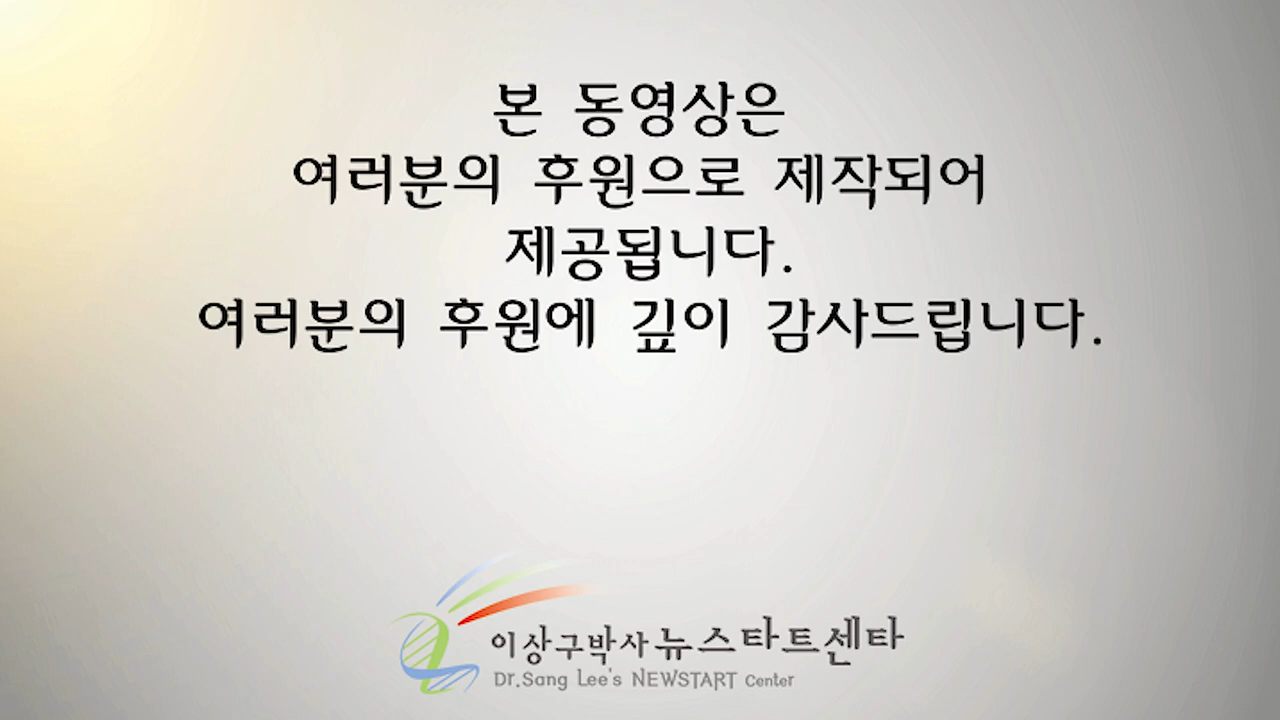 본 동영상은
여러분의 후원으로 제작되어
제공됩니다.
여러분의 후원에 깊이 감사드립니다.
이상구박사 뉴스타트센타
Dr.Sang Lee's NEWSTART Center